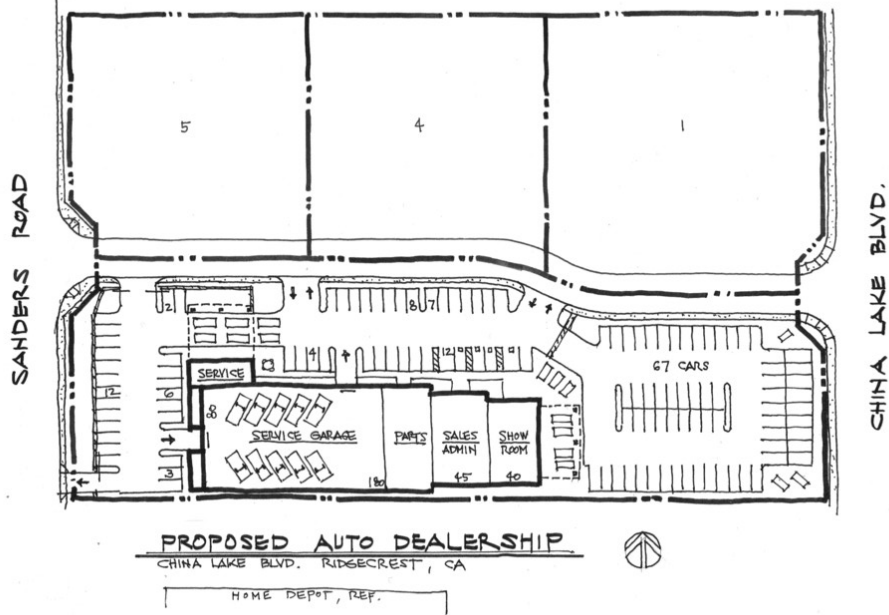 5
4
1
SANDERS ROAD
CHINA LAKE BLVD.
2
8
7
4
12
67 CARS
SERVICE
12
6
80
SERVICE GARAGE
PARTS
SALES
ADMIN
SHOW
ROOM
3
180
45
40
PROPOSED AUTO DEALERSHIP
CHINA LAKE BLVD. RIDGECREST, CA
HOME DEPOT, REF.